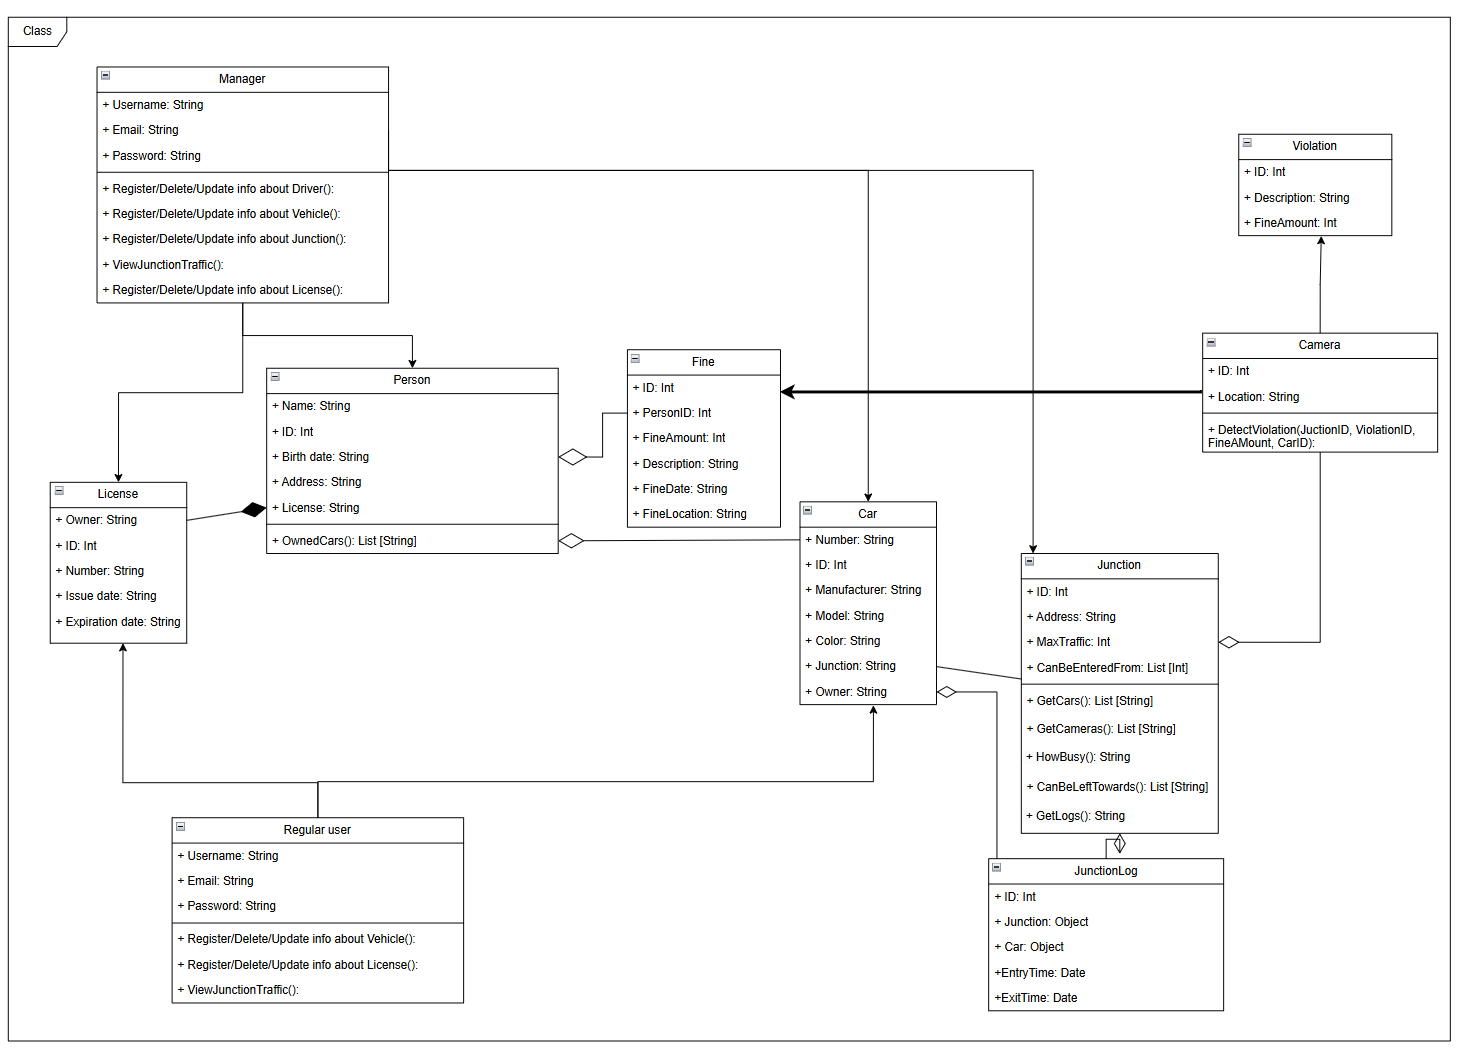 Class
Manager
+ Username: String
+ Email: String
+ Password: String
+ Register/Delete/Update info about Driver():
+ Register/Delete/Update info about Vehicle():
+ Register/Delete/Update info about Junction():
+ ViewJunctionTraffic():
+ Register/Delete/Update info about License():
Violation
+ ID: Int
+ Description: String
+ FineAmount: Int
Camera
+ ID: Int
+ Location: String
+ DetectViolation(JuctionID, ViolationID,
FineAMount, CarID):
Fine
+ ID: Int
+ PersonID: Int
+ FineAmount: Int
+ Description: String
+ FineDate: String
+ FineLocation: String
Person
+ Name: String
+ ID: Int
+ Birth date: String
+ Address: String
+ License: String
+ OwnedCars(): List [String]
License
+ Owner: String
+ ID: Int
+ Number: String
+ Issue date: String
+ Expiration date: String
Car
+ Number: String
+ ID: Int
+ Manufacturer: String
+ Model: String
+ Color: String
+ Junction: String
+ Owner: String
Junction
+ ID: Int
+ Address: String
+ MaxTraffic: Int
+ CanBeEnteredFrom: List [Int]
+ GetCars(): List [String]
+ GetCameras(): List [String]
+ HowBusy(): String
+ CanBeLeftTowards(): List [String]
+ GetLogs(): String
Regular user
+ Username: String
+ Email: String
+ Password: String
+ Register/Delete/Update info about Vehicle():
+ Register/Delete/Update info about License():
+ ViewJunctionTraffic():
JunctionLog
+ ID: Int
+ Junction: Object
+ Car: Object
+EntryTime: Date
+ExitTime: Date